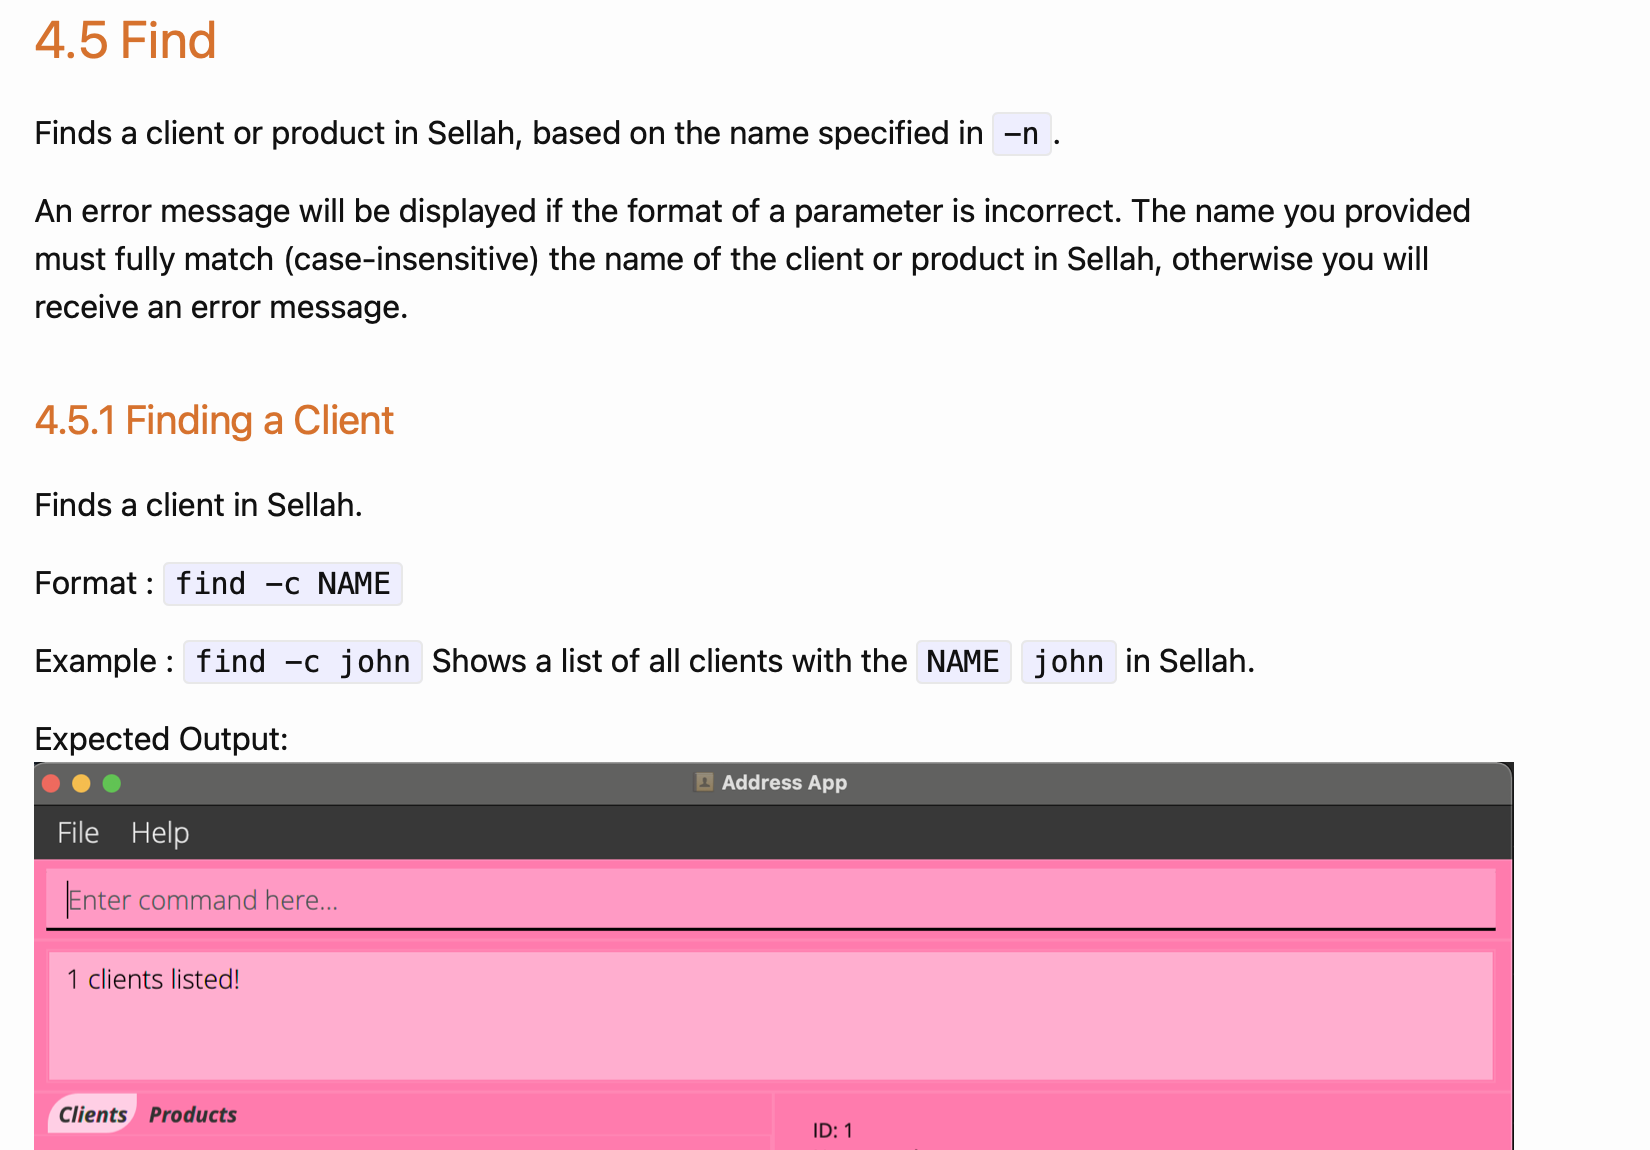 4.5 Find
Finds a client or product in Sellah, based on the name specified in -n .
An error message will be displayed if the format of a parameter is incorrect. The name you provided
must fully match (case-insensitive) the name of the client or product in Sellah, otherwise you will
receive an error message.
4.5.1 Finding a Client
Finds a client in Sellah.
Format : find -c NAME
Example : find -c john Shows a list of all clients with the NAME john in Sellah.
Expected Output:
Address App
File Help
Enter command here...
1 clients listed!
Clients Products
ID: 1